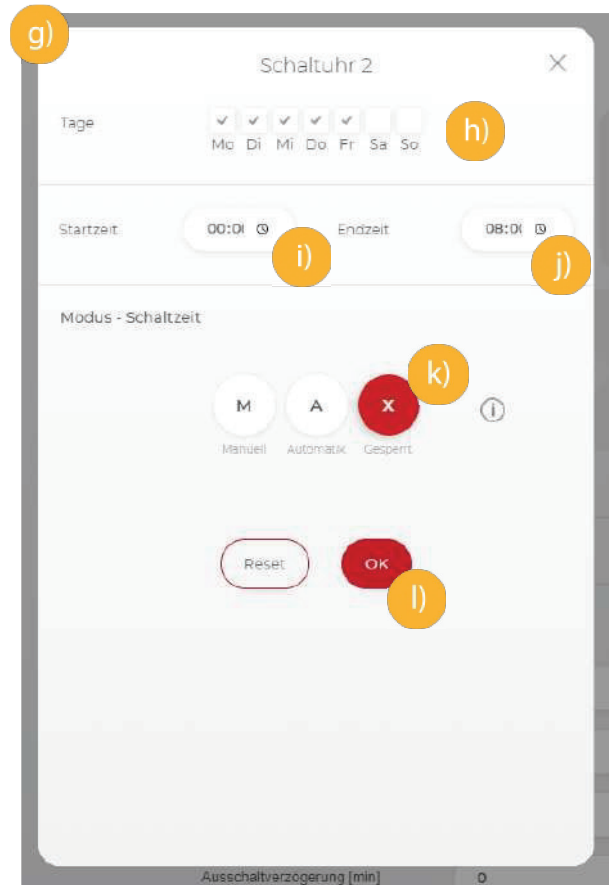 g)
Schaltuhr 2
Tage
Mo Di Mi Do Fr Sa So
h)
Startzeit 00:0 Endzeit 08:0
i) j)
Modus - Schaltzeit
k)
M A X
Manuell Automatik Gesperrt
Reset OK
l)
Ausschaltverzögerung [min] 0